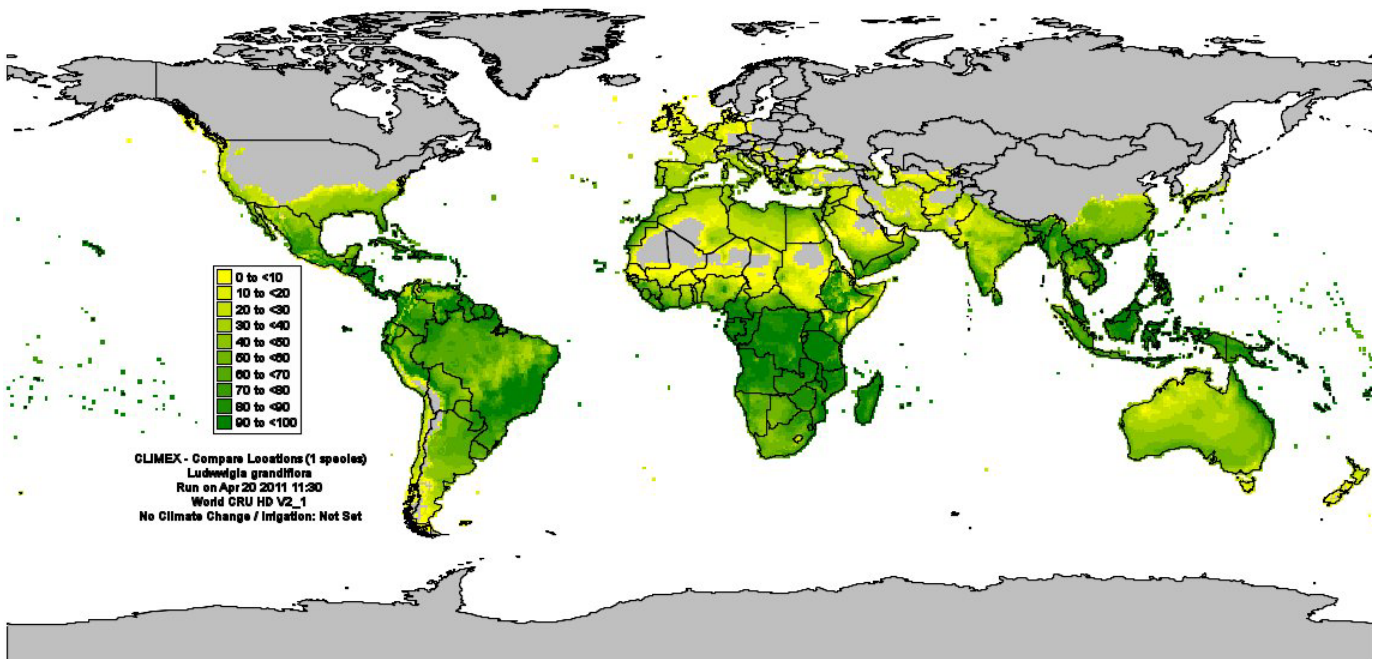 0 to <10
10 to <20
20 to <30
30 to <40
40 to <50
50 to <60
60 to <70
70 to <80
80 to <90
90 to <100
CLIMEX - Compare Locations (1 species)
Ludwwigia grandiflora
Run on Apr 20 2011 11:30
World CRU HD V2_1
No Climate Change / Irrigation: Not Set